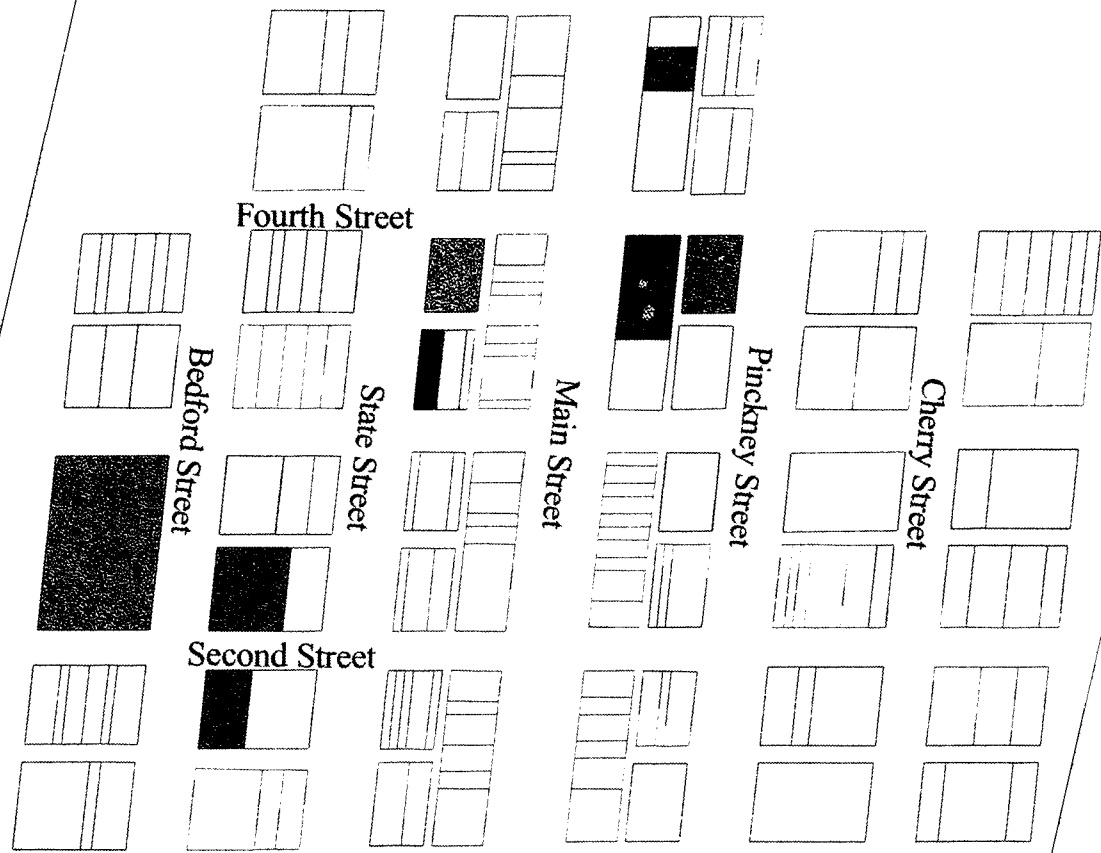 Fourth Street
Bedford Street
State Street
Main Street
Pinckney Street
Cherry Street
Second Street